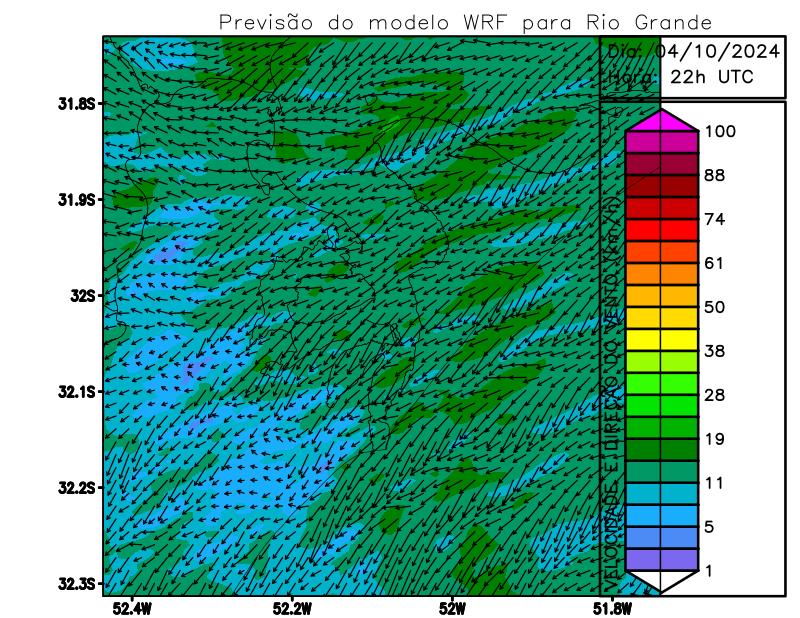 Previsão do modelo WRF para Rio Grande
Dia: 04/10/2024
Hora: 22h UTC
VELOCIDADE E DIREÇÃO DO VENTO (km/h)
100
88
74
61
50
38
28
19
11
5
1
31.8S
31.9S
32S
32.1S
32.2S
32.3S
52.4W
52.2W
52W
51.8W